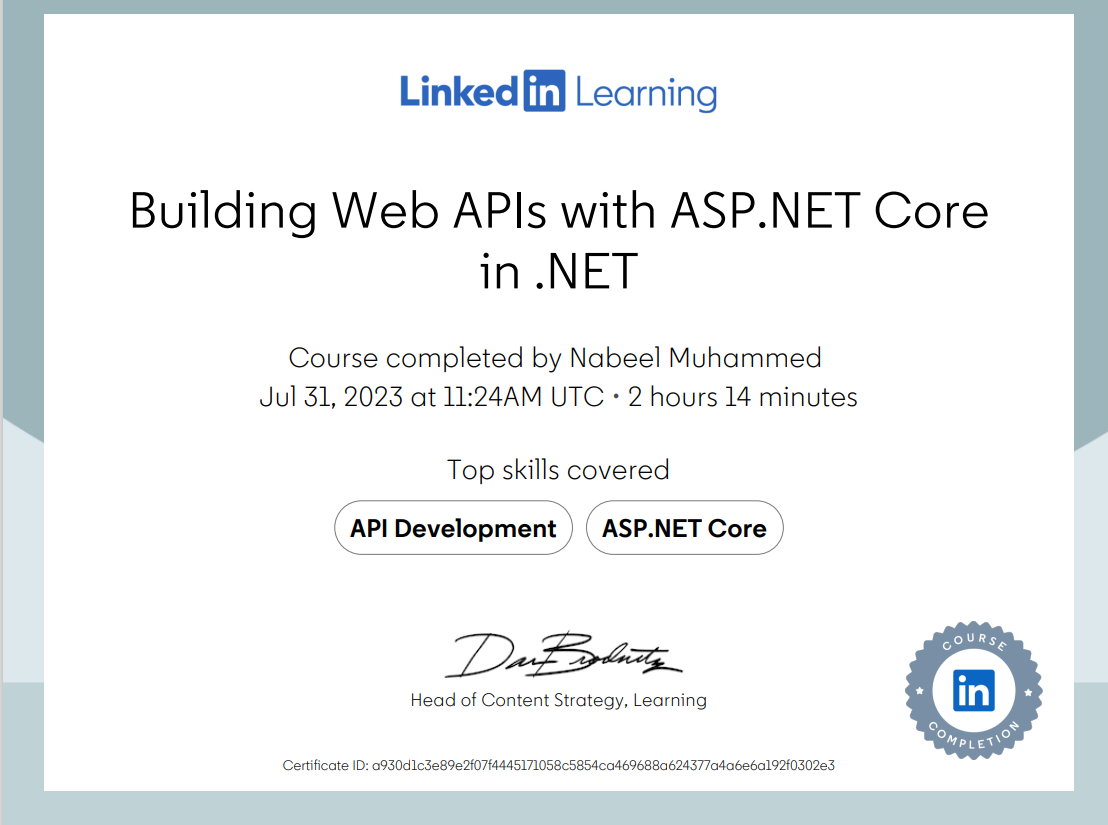 Linked in Learning
Building Web APIs with ASP.NET Core
in .NET
Course completed by Nabeel Muhammed
Jul 31, 2023 at 11:24AM UTC • 2 hours 14 minutes
Top skills covered
API Development ASP.NET Core
Dan Brodnitz
Head of Content Strategy, Learning
COURSE
in
COMPLETION
Certificate ID: a930d1c3e89e2f07f4445171058c5854ca469688a624377a4a6e6a192f0302e3